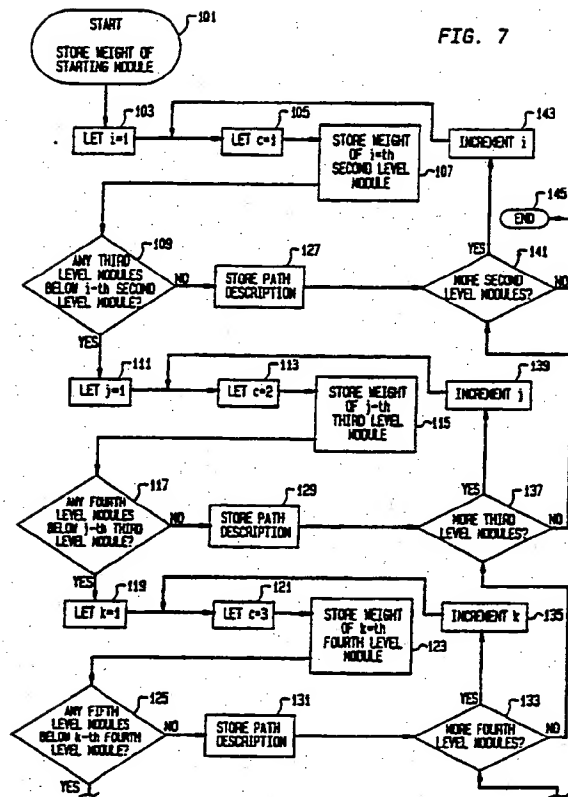 FIG. 7
START
STORE WEIGHT OF
STARTING MODULE
101
103
LET i=1
105
LET c=1
STORE WEIGHT
OF i=th
SECOND LEVEL
MODULE
107
143
INCREMENT i
145
END
109
ANY THIRD
LEVEL MODULES
BELOW i-th SECOND
LEVEL MODULE?
NO
YES
127
STORE PATH
DESCRIPTION
141
MORE SECOND
LEVEL MODULES?
YES
NO
111
LET j=1
113
LET c=2
STORE WEIGHT
OF j-th
THIRD LEVEL
MODULE
115
139
INCREMENT j
117
ANY FOURTH
LEVEL MODULES
BELOW j-th THIRD
LEVEL MODULE?
NO
YES
129
STORE PATH
DESCRIPTION
137
MORE THIRD
LEVEL MODULES?
YES
NO
119
LET k=1
121
LET c=3
STORE WEIGHT
OF k=th
FOURTH LEVEL
MODULE
123
INCREMENT k
135
125
ANY FIFTH
LEVEL MODULES
BELOW k-th FOURTH
LEVEL MODULE?
NO
YES
131
STORE PATH
DESCRIPTION
133
MORE FOURTH
LEVEL MODULES?
YES
NO